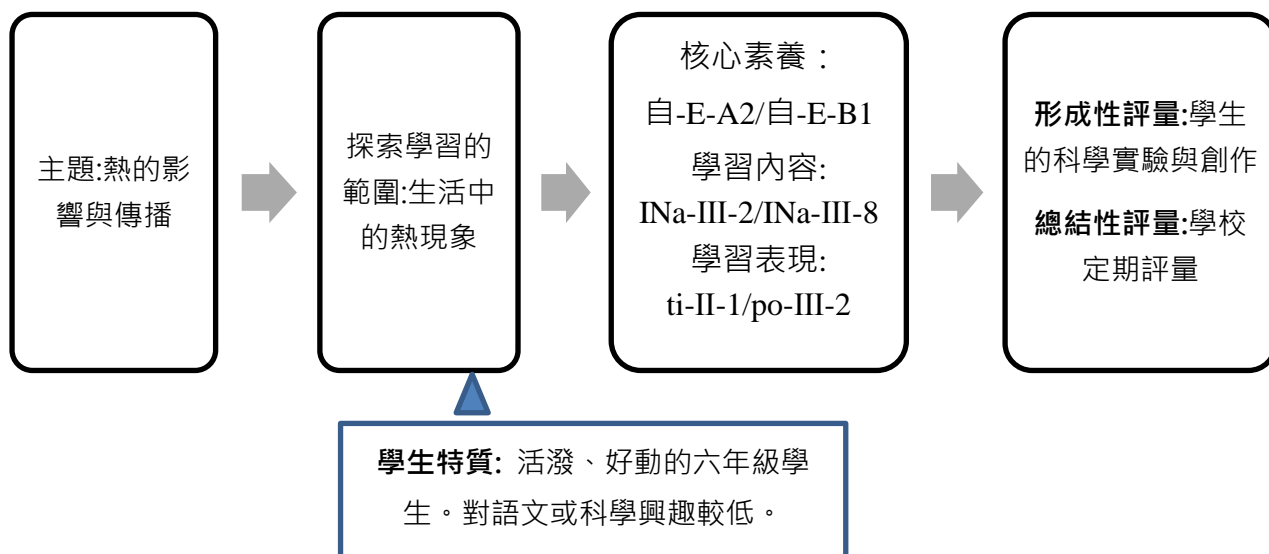 主題:熱的影
響與傳播
探索學習的
範圍:生活中
的熱現象
核心素養：
自-E-A2/自-E-B1
學習內容:
INa-III-2/INa-III-8
學習表現:
ti-II-1/po-III-2
形成性評量:學生
的科學實驗與創作
總結性評量:學校
定期評量
學生特質: 活潑、好動的六年級學
生。對語文或科學興趣較低。